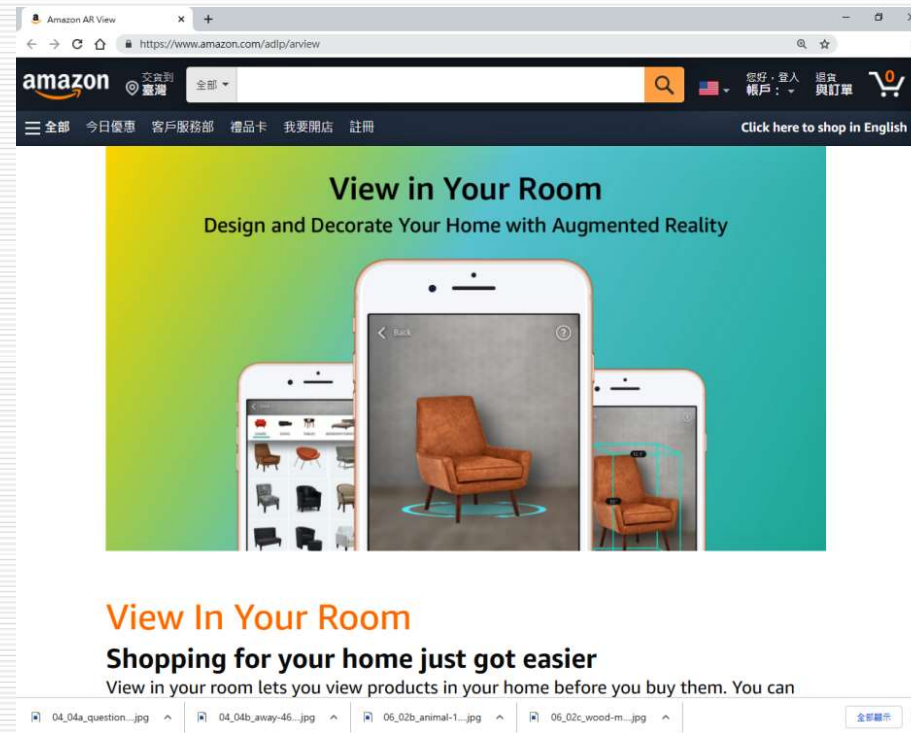 Amazon AR View
https://www.amazon.com/adlp/arview
amazon
交貨到
臺灣
全部
您好，登入
帳戶：
退貨
與訂單
0
全部 今日優惠 客戶服務部 禮品卡 我要開店 註冊
Click here to shop in English
View in Your Room
Design and Decorate Your Home with Augmented Reality
Back
?
View In Your Room
Shopping for your home just got easier
View in your room lets you view products in your home before you buy them. You can
04_04a_question....jpg 04_04b_away-46....jpg 06_02b_animal-1....jpg 06_02c_wood-m....jpg 全部顯示